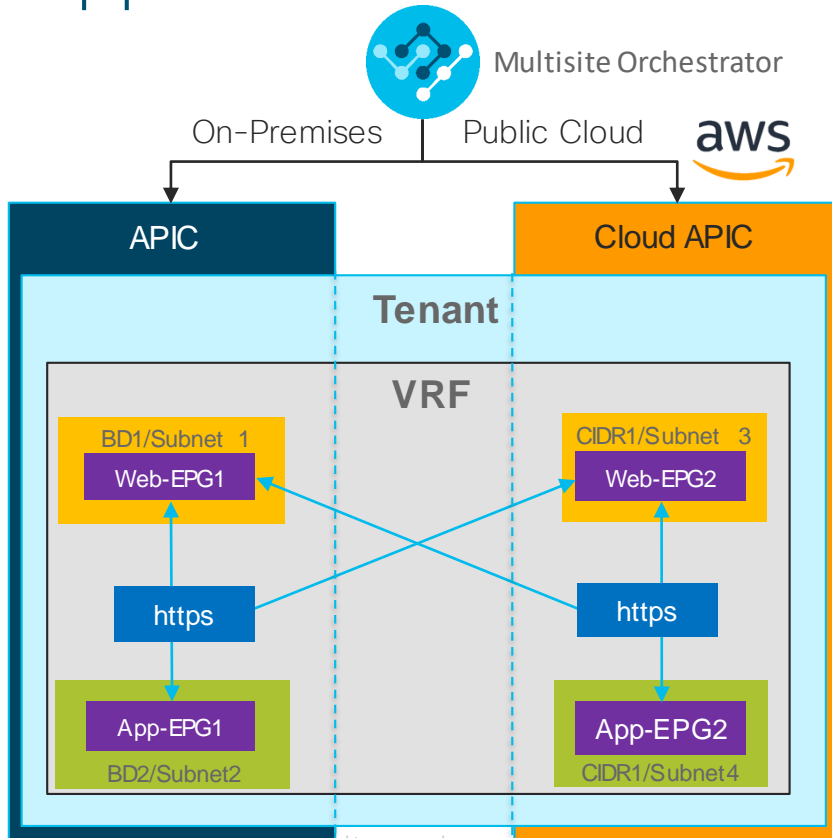 Multisite Orchestrator
On-Premises
Public Cloud
aws
APIC
Cloud APIC
Tenant
VRF
BD1/Subnet 1
Web-EPG1
CIDR1/Subnet 3
Web-EPG2
https
https
App-EPG1
BD2/Subnet2
App-EPG2
CIDR1/Subnet4